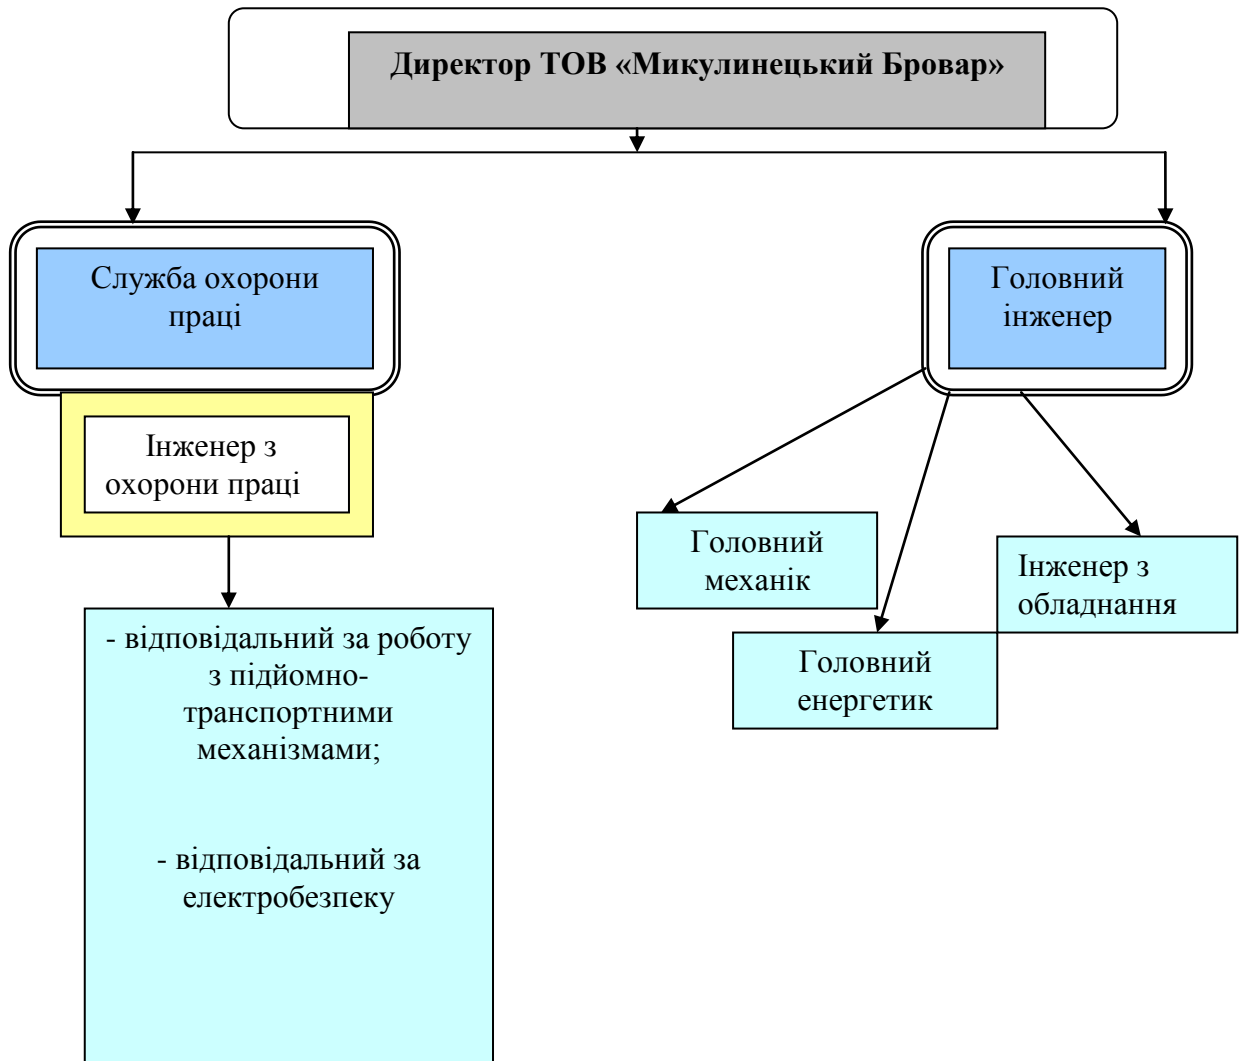 Директор ТОВ «Микулинецький Бровар»
Служба охорони
праці
Головний
інженер
Інженер з
охорони праці
Головний
механік
Інженер з
обладнання
Головний
енергетик
- відповідальний за роботу
з підйомно-
транспортними
механізмами;
- відповідальний за
електробезпеку